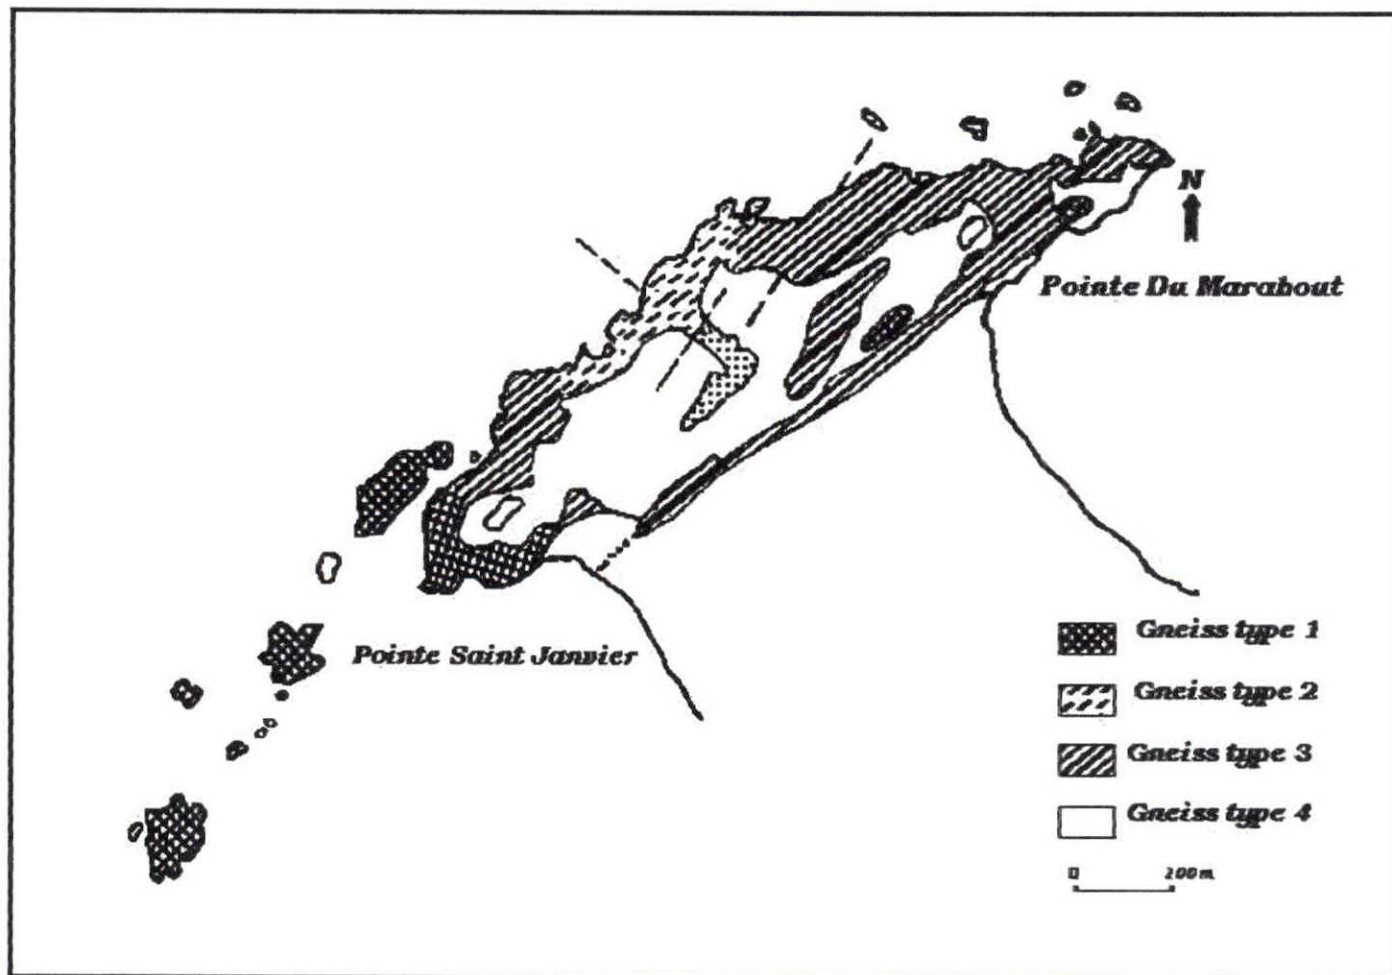 N
Pointe Du Marabout
Pointe Saint Janvier
Gneiss type 1
Gneiss type 2
Gneiss type 3
Gneiss type 4
0 200 m